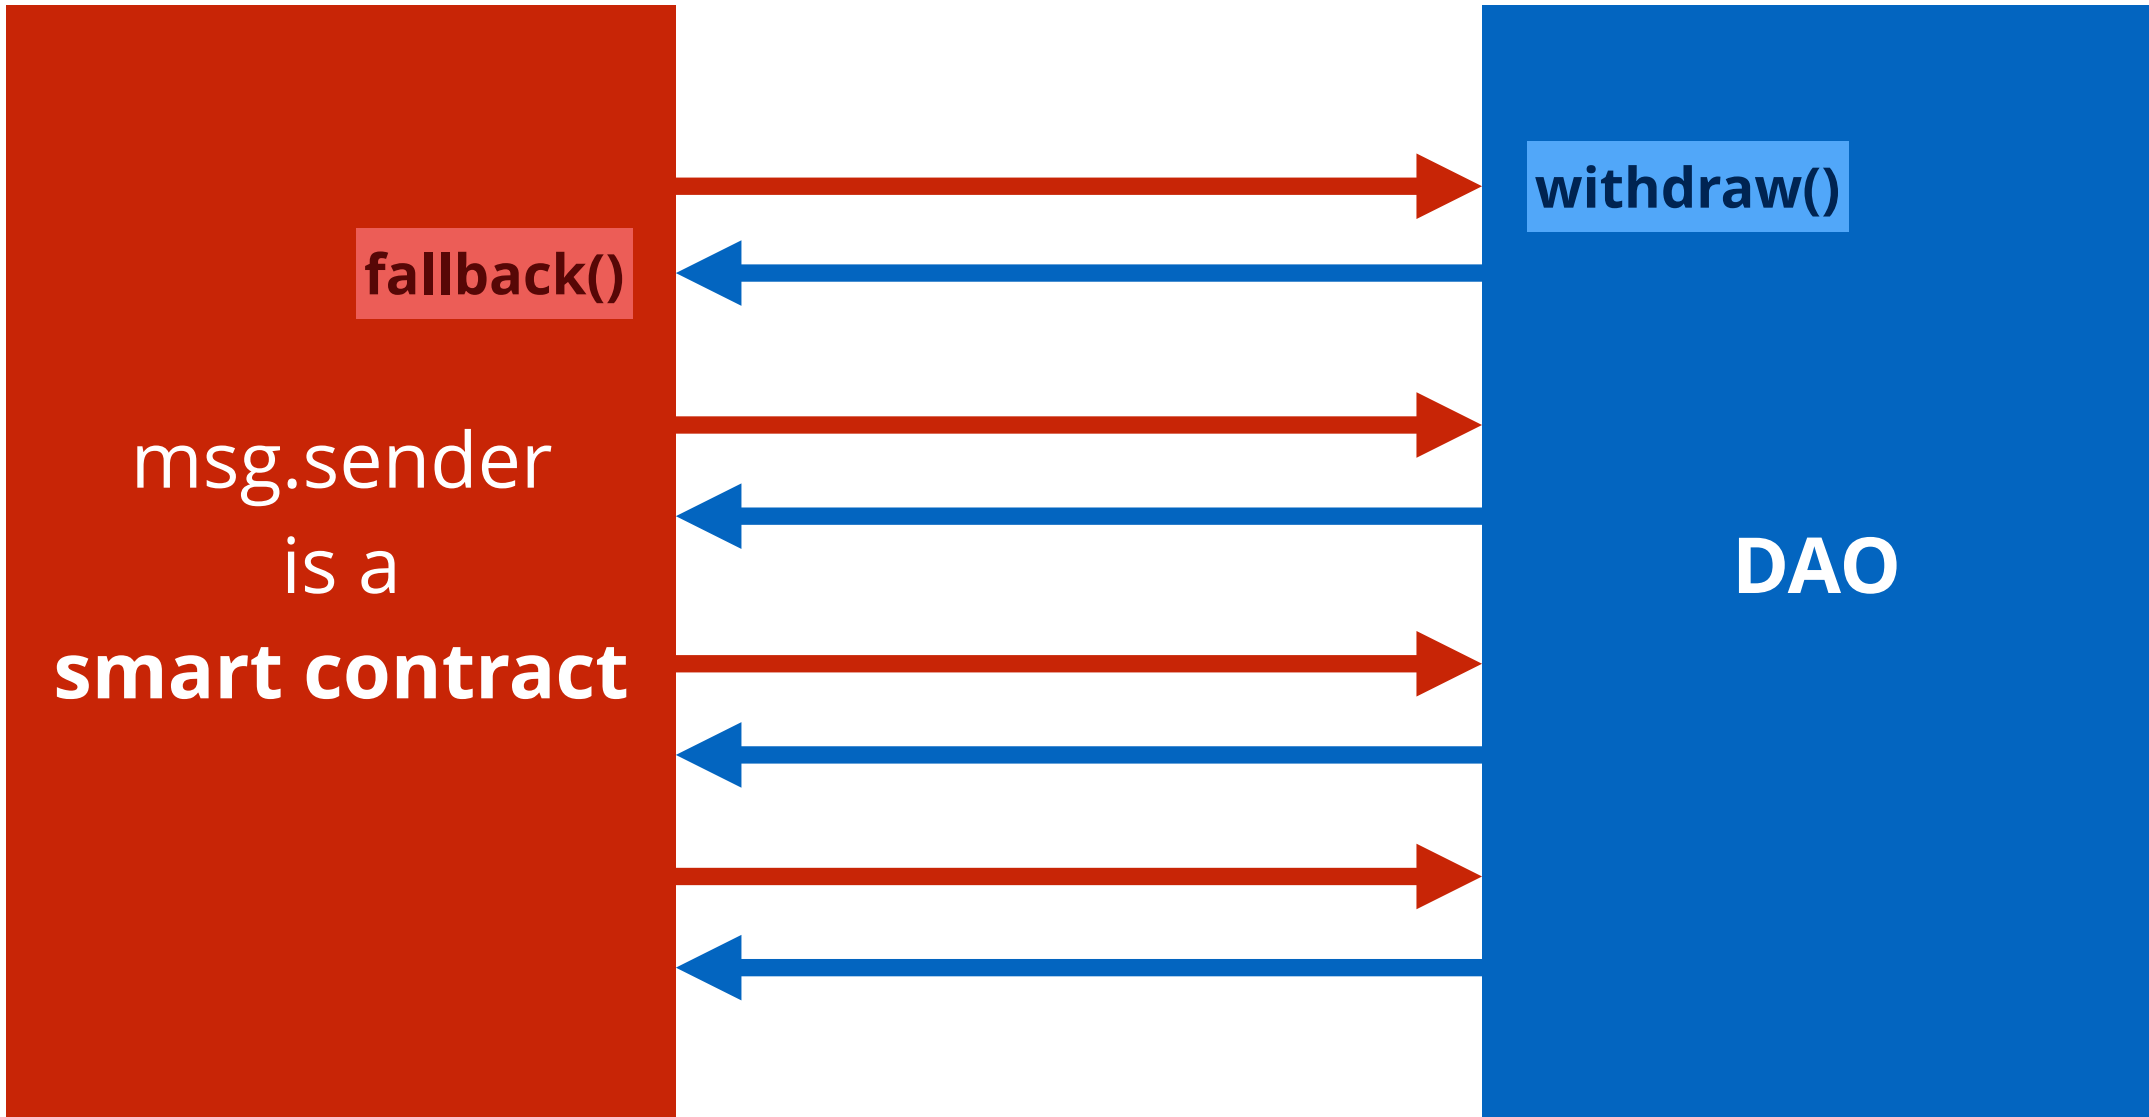 withdraw()
fallback()
msg.sender
is a
smart contract
DAO